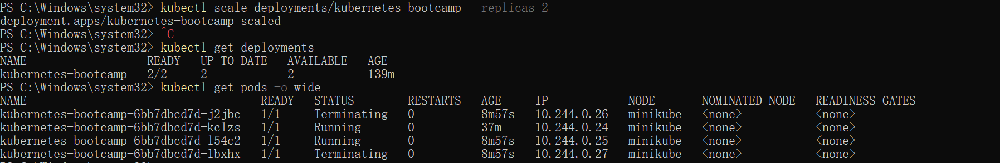 PS C:\Windows\system32> kubectl scale deployments/kubernetes-bootcamp --replicas=2
deployment.apps/kubernetes-bootcamp scaled
PS C:\Windows\system32> ^C
PS C:\Windows\system32> kubectl get deployments
NAME                  READY   UP-TO-DATE   AVAILABLE   AGE
kubernetes-bootcamp   2/2     2            2           139m
PS C:\Windows\system32> kubectl get pods -o wide
NAME                                   READY   STATUS        RESTARTS   AGE     IP            NODE       NOMINATED NODE   READINESS GATES
kubernetes-bootcamp-6bb7dbcd7d-j2jbc   1/1     Terminating   0          8m57s   10.244.0.26   minikube   <none>           <none>
kubernetes-bootcamp-6bb7dbcd7d-kclzs   1/1     Running       0          37m     10.244.0.24   minikube   <none>           <none>
kubernetes-bootcamp-6bb7dbcd7d-l54c2   1/1     Running       0          8m57s   10.244.0.25   minikube   <none>           <none>
kubernetes-bootcamp-6bb7dbcd7d-lbxhx   1/1     Terminating   0          8m57s   10.244.0.27   minikube   <none>           <none>